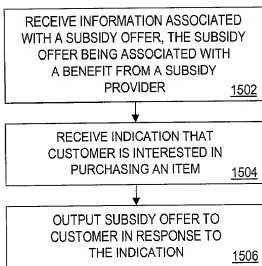 RECEIVE INFORMATION ASSOCIATED
WITH A SUBSIDY OFFER, THE SUBSIDY
OFFER BEING ASSOCIATED WITH
A BENEFIT FROM A SUBSIDY
PROVIDER
1502
RECEIVE INDICATION THAT
CUSTOMER IS INTERESTED IN
PURCHASING AN ITEM
1504
OUTPUT SUBSIDY OFFER TO
CUSTOMER IN RESPONSE TO
THE INDICATION
1506